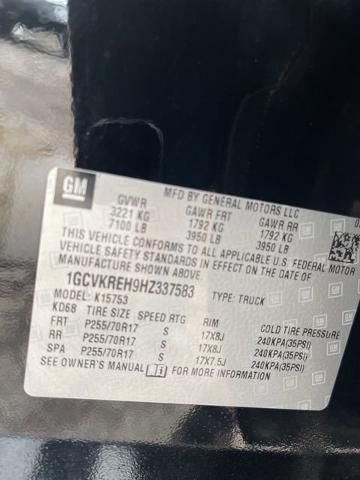 GM
MFD BY GENERAL MOTORS LLC
GVWR GAWR FRT GAWR RR
3221 KG 1792 KG 1792 KG
7100 LB 3950 LB 3950 LB
THIS VEHICLE CONFORMS TO ALL APPLICABLE U.S. FEDERAL MOTOR
VEHICLE SAFETY STANDARDS IN EFFECT ON THE DATE OF
MANUFACTURE SHOWN ABOVE.
1GCVKREH9HZ337583
TYPE: TRUCK
MODEL: K15753
KD68 TIRE SIZE SPEED RTG RIM COLD TIRE PRESSURE
FRT P255/70R17 17X8J 240KPA(35PSI)
RR P255/70R17 17X8J 240KPA(35PSI)
SPA P255/70R17 17X7.5J 240KPA(35PSI)
SEE OWNER'S MANUAL FOR MORE INFORMATION.